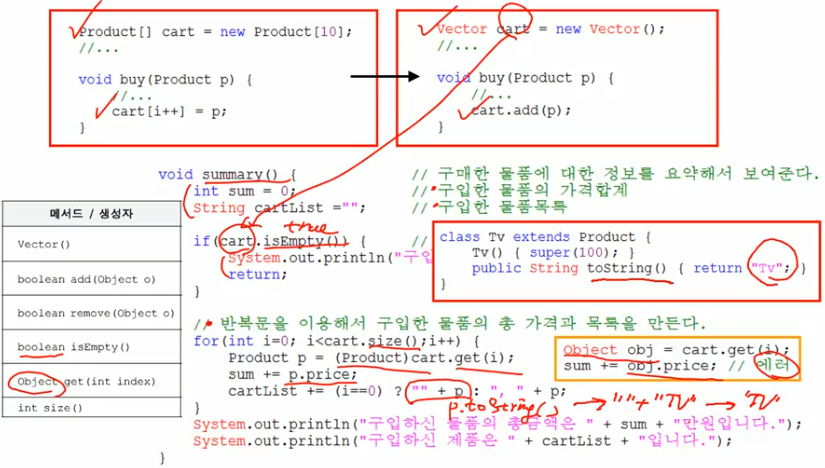 Product[] cart = new Product[10];
//...
void buy(Product p) {
//...
cart[i++] = p;
}
Vector cart = new Vector();
//...
void buy(Product p) {
//...
cart.add(p);
}
void summary() { // 구매한 물품에 대한 정보를 요약해서 보여준다.
int sum = 0; // 구입한 물품의 가격합계
String cartList =""; // 구입한 물품목록
true
if(cart.isEmpty()) { //
System.out.println("구입
return;
}
class Tv extends Product {
Tv() { super(100); }
public String toString() { return "Tv"; }
}
메서드 / 생성자
Vector()
boolean add(Object o)
boolean remove(Object o)
boolean isEmpty()
Object get(int index)
int size()
// 반복문을 이용해서 구입한 물품의 총 가격과 목록을 만든다.
for(int i=0; i<cart.size();i++) {
Product p = (Product)cart.get(i);
sum += p.price;
cartList += (i==0) ? "" + p : ", " + p;
}
Object obj = cart.get(i);
sum += obj.price; // 에러
p.toString() → ""+"TV" → "TV"
System.out.println("구입하신 물품의 총금액은 " + sum + "만원입니다.");
System.out.println("구입하신 제품은 " + cartList + "입니다.");
}